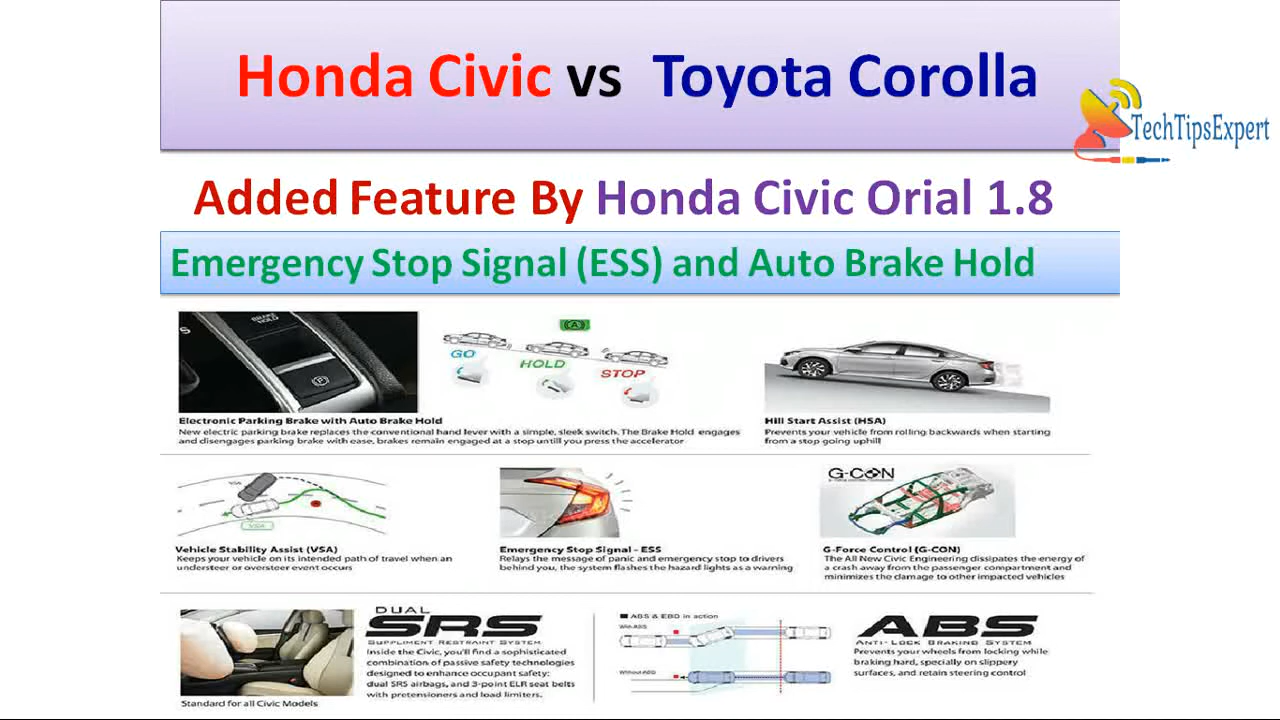 Honda Civic vs Toyota Corolla
TechTipsExpert
Added Feature By Honda Civic Orial 1.8
Emergency Stop Signal (ESS) and Auto Brake Hold
BRAKE
HOLD
S
(P)
(A)
GO
HOLD
STOP
Electronic Parking Brake with Auto Brake Hold
New electric parking brake replaces the conventional hand lever with a simple, sleek switch. The Brake Hold engages
and disengages parking brake with ease, brakes remain engaged at a stop untill you press the accelerator
Hill Start Assist (HSA)
Prevents your vehicle from rolling backwards when starting
from a stop going uphill
VSA
VSA
Vehicle Stability Assist (VSA)
Keeps your vehicle on its intended path of travel when an
understeer or oversteer event occurs
Emergency Stop Signal - ESS
Relays the message of panic and emergency stop to drivers
behind you, the system flashes the hazard lights as a warning
G-CON
G-Force Control (G-CON)
The All New Civic Engineering dissipates the energy of
a crash away from the passenger compartment and
minimizes the damage to other impacted vehicles
Standard for all Civic Models
DUAL
SRS
SUPPLIMENT RESTRAINT SYSTEM
Inside the Civic, you'll find a sophisticated
combination of passive safety technologies
designed to enhance occupant safety:
dual SRS airbags, and 3-point ELR seat belts
with pretensioners and load limiters.
■ ABS & EBD in action
With ABS
Without ABS
ABS
ANTI-LOCK BRAKING SYSTEM
Prevents your wheels from locking while
braking hard, specially on slippery
surfaces, and retain steering control